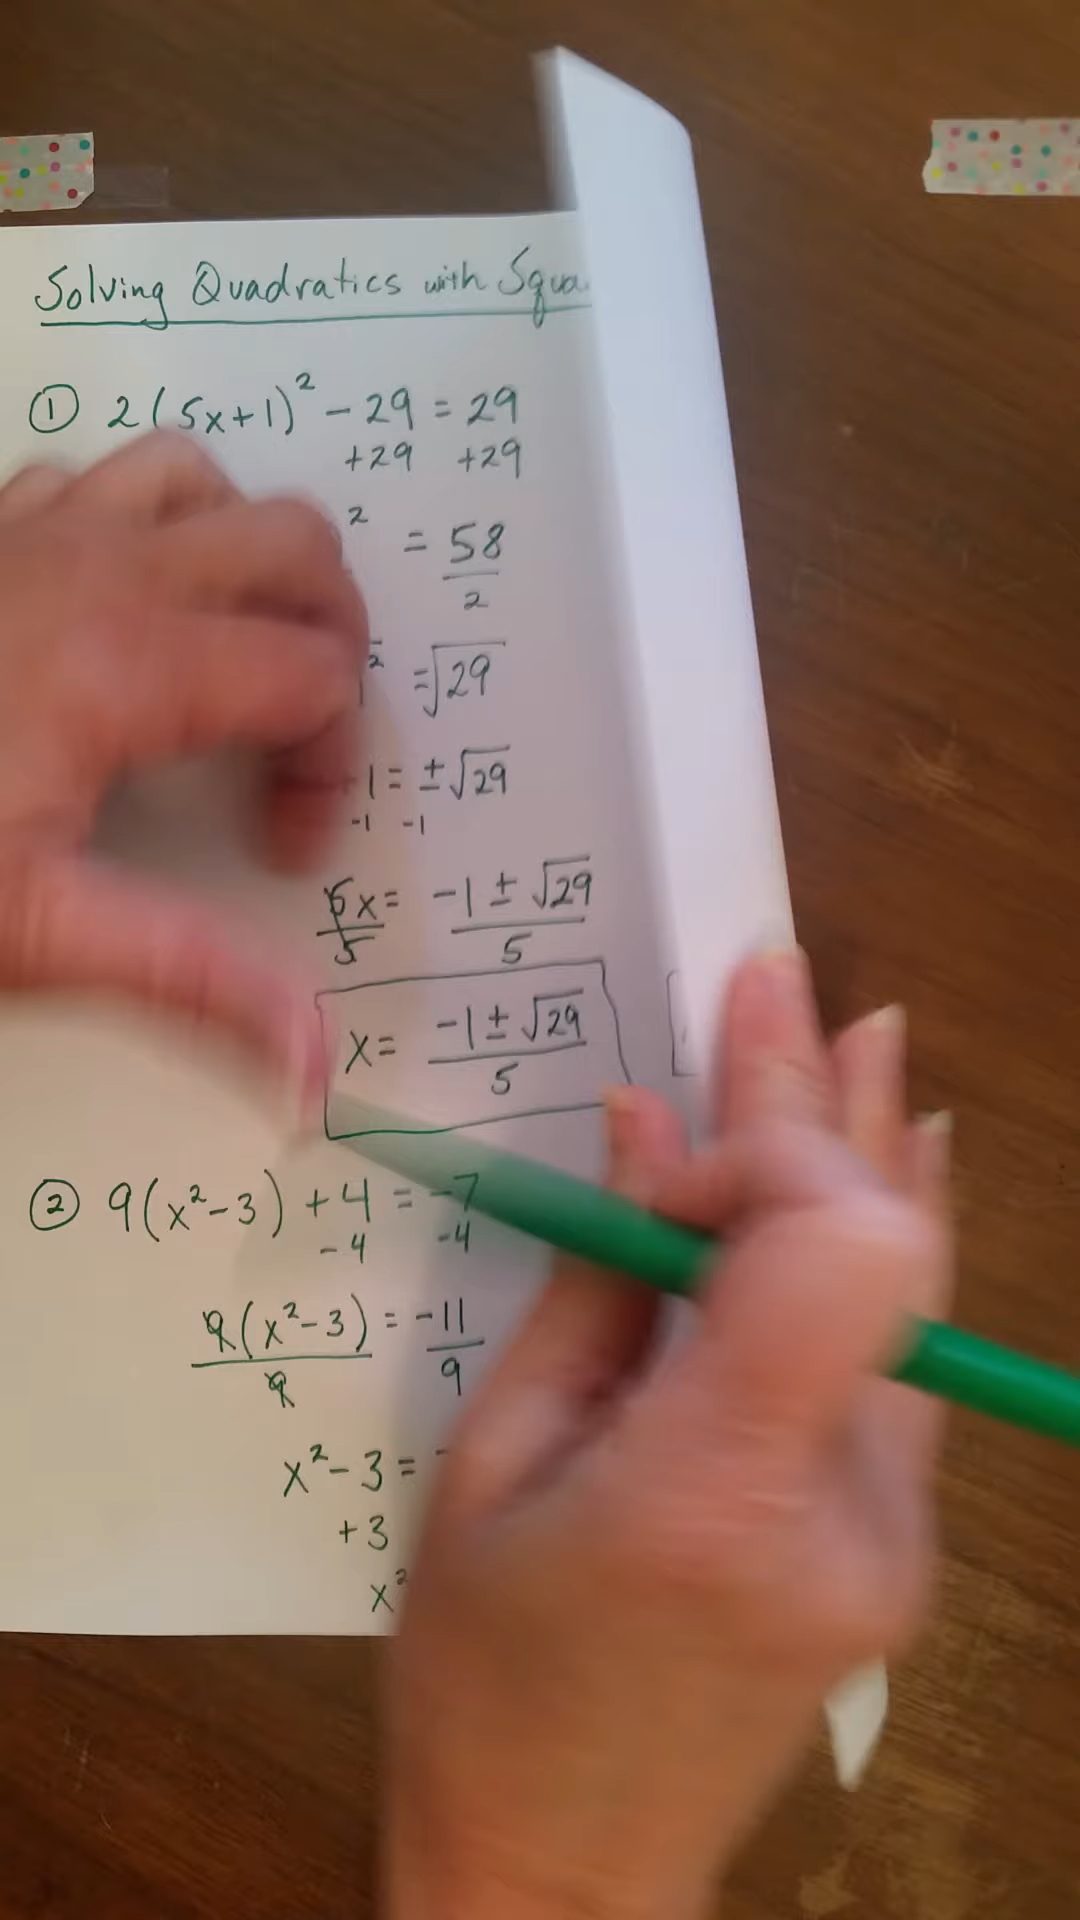 Solving Quadratics with
① 2(5x+1)² - 29 = 29
+29 +29
² = 58
2
² = √29
1 = ± √29
-1 -1
5x = -1 ± √29
5 5
x = -1 ± √29
5
② 9(x²-3) + 4 = -7
-4 -4
9(x²-3) = -11
9 9
x² - 3 = -
+3
x²